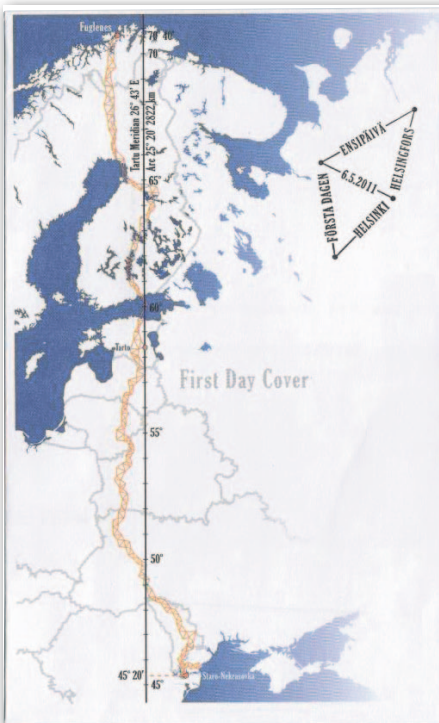 Fuglenes
70° 40'
70°
Tartu Meridian 26° 43' E
Arc 25° 20' 2822 km
65°
ENSIPÄIVÄ
6.5.2011
HELSINGFORS
FÖRSTA DAGEN
HELSINKI
60°
Tartu
First Day Cover
55°
50°
45° 20'
Staro-Nekrasovka
45°